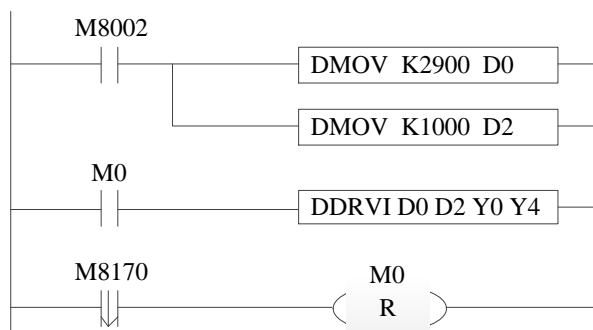 M8002
DMOV K2900 D0
DMOV K1000 D2
M0
DDRVI D0 D2 Y0 Y4
M8170
M0
R